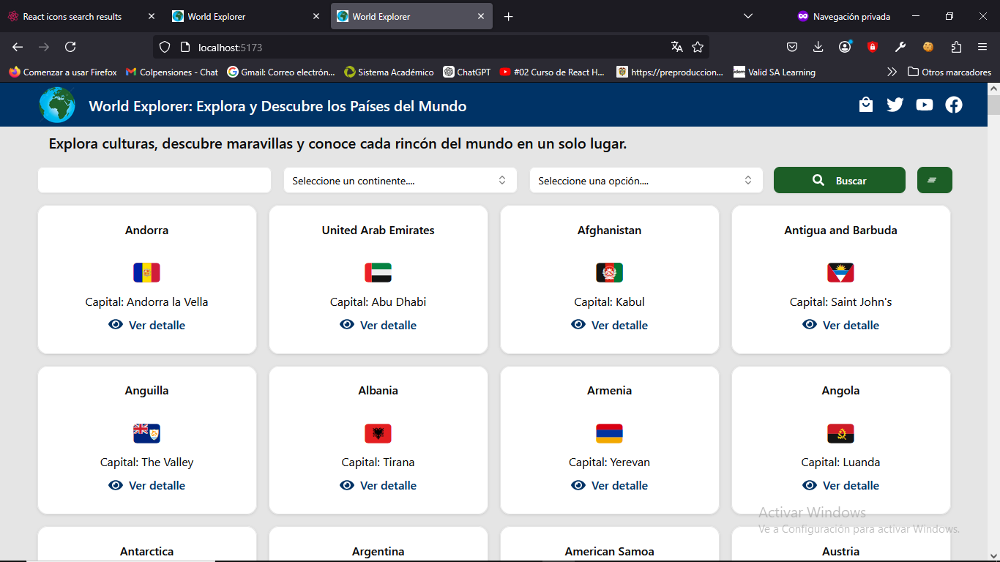 React icons search results
World Explorer
World Explorer
Navegación privada
localhost:5173
Comenzar a usar Firefox
Colpensiones - Chat
Gmail: Correo electrón...
Sistema Académico
ChatGPT
#02 Curso de React H...
https://preproduccion...
Valid SA Learning
Otros marcadores
World Explorer: Explora y Descubre los Países del Mundo
Explora culturas, descubre maravillas y conoce cada rincón del mundo en un solo lugar.
Seleccione un continente....
Seleccione una opción....
Buscar
Andorra
United Arab Emirates
Afghanistan
Antigua and Barbuda
Capital: Andorra la Vella
Capital: Abu Dhabi
Capital: Kabul
Capital: Saint John's
Ver detalle
Ver detalle
Ver detalle
Ver detalle
Anguilla
Albania
Armenia
Angola
Capital: The Valley
Capital: Tirana
Capital: Yerevan
Capital: Luanda
Ver detalle
Ver detalle
Ver detalle
Ver detalle
Activar Windows
Ve a Configuración para activar Windows.
Antarctica
Argentina
American Samoa
Austria